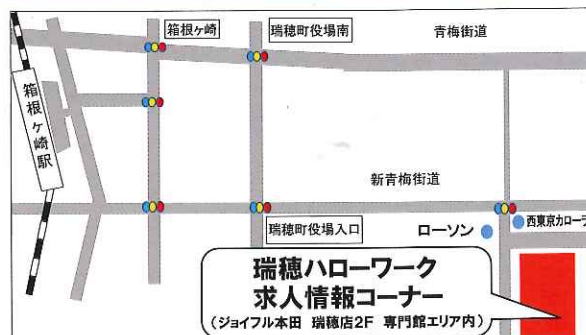 箱根ヶ崎
瑞穂町役場南
青梅街道
箱根ヶ崎駅
新青梅街道
瑞穂町役場入口
ローソン
西東京カローラ
瑞穂ハローワーク
求人情報コーナー
(ジョイフル本田 瑞穂店2F 専門館エリア内)